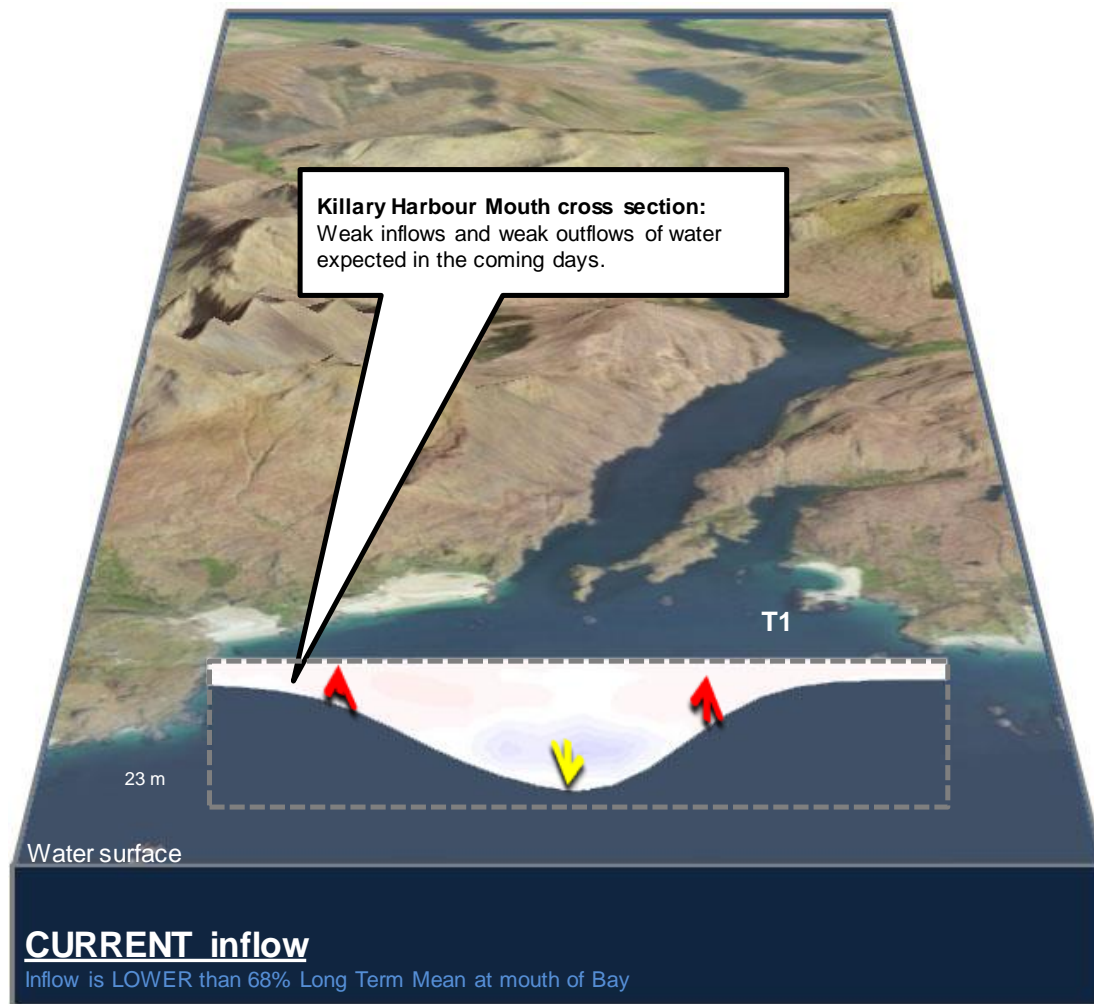 Killary Harbour Mouth cross section:
Weak inflows and weak outflows of water
expected in the coming days.
T1
23 m
Water surface
CURRENT inflow
Inflow is LOWER than 68% Long Term Mean at mouth of Bay